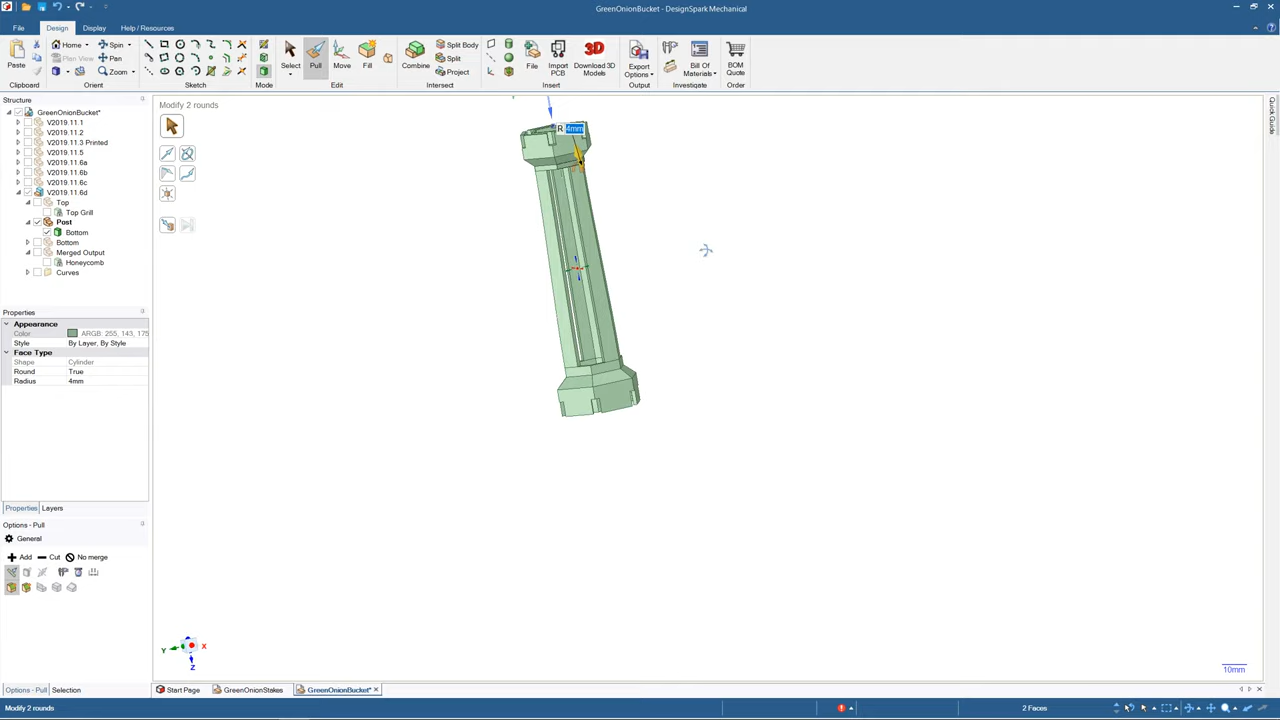 GreenOnionBucket - DesignSpark Mechanical
File Design Display Help / Resources
Paste
Clipboard
Home Spin
Plan View Pan
Zoom
Orient
Sketch
Mode
Select Pull Move Fill
Edit
Combine
Split Body
Split
Project
Intersect
File
Import PCB
Download 3D Models
Insert
Export Options
Output
Bill Of Materials
Investigate
BOM Quote
Order
Structure
GreenOnionBucket*
V2019.11.1
V2019.11.2
V2019.11.3 Printed
V2019.11.5
V2019.11.6a
V2019.11.6b
V2019.11.6c
V2019.11.6d
Top
Top Grill
Post
Bottom
Bottom
Merged Output
Honeycomb
Curves
Properties
Appearance
Color ARGB: 255, 143, 175
Style By Layer, By Style
Face Type
Shape Cylinder
Round True
Radius 4mm
Properties Layers
Options - Pull
General
Add Cut No merge
Options - Pull Selection
Modify 2 rounds
R 4mm
Y X
Z
10mm
Quick Guide
Start Page GreenOnionStakes GreenOnionBucket*
Modify 2 rounds
2 Faces